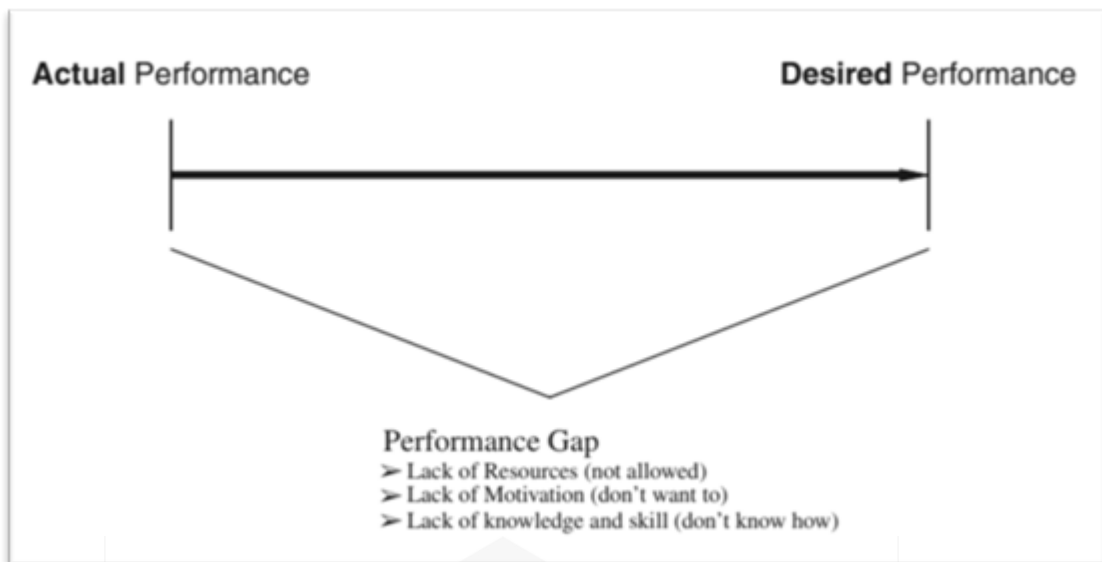 Actual Performance
Desired Performance
Performance Gap
➢ Lack of Resources (not allowed)
➢ Lack of Motivation (don't want to)
➢ Lack of knowledge and skill (don't know how)